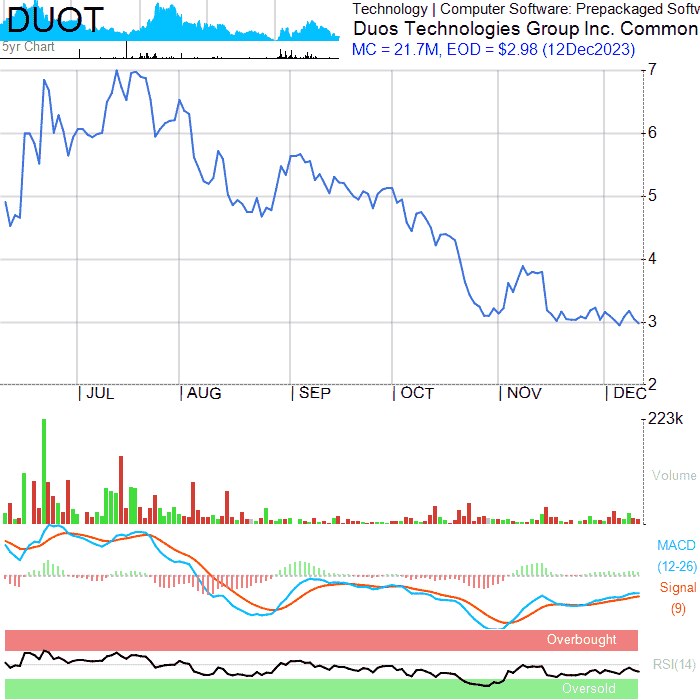 DUOT
5yr Chart
Technology | Computer Software: Prepackaged Softw
Duos Technologies Group Inc. Common
MC = 21.7M, EOD = $2.98 (12Dec2023)
7
6
5
4
3
2
JUL
AUG
SEP
OCT
NOV
DEC
223k
Volume
MACD
(12-26)
Signal
(9)
Overbought
RSI(14)
Oversold